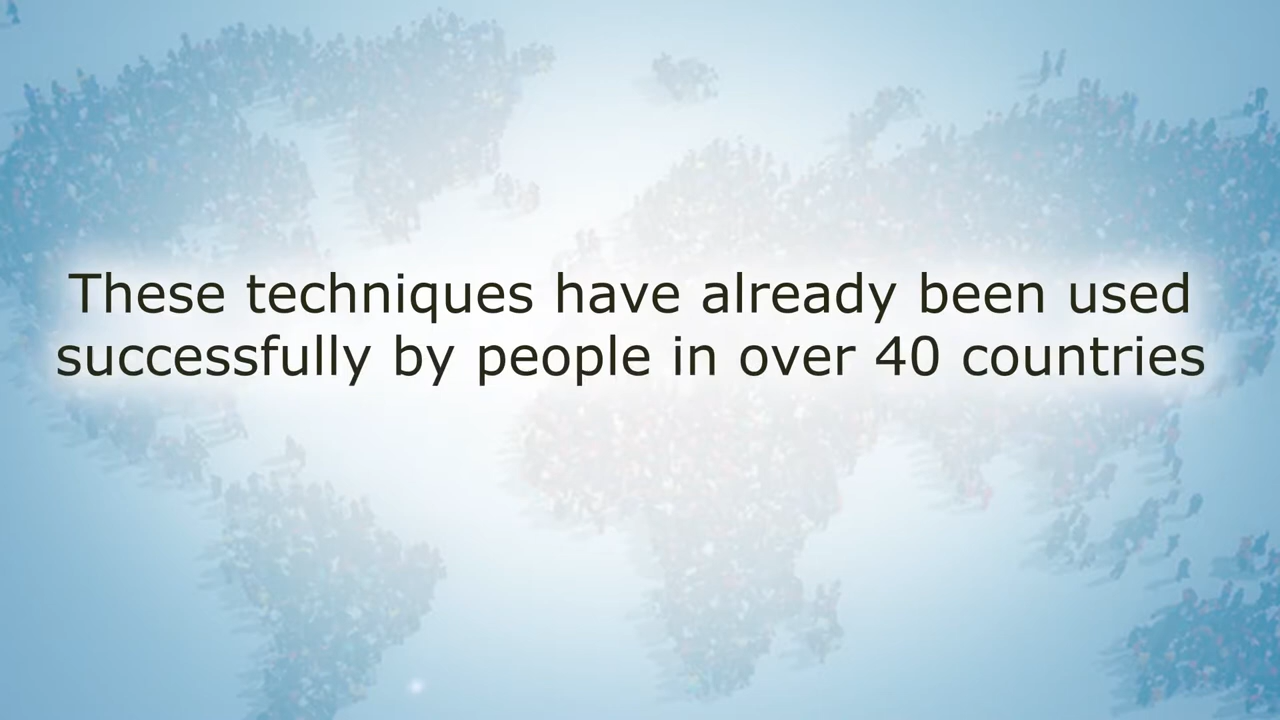 These techniques have already been used
successfully by people in over 40 countries